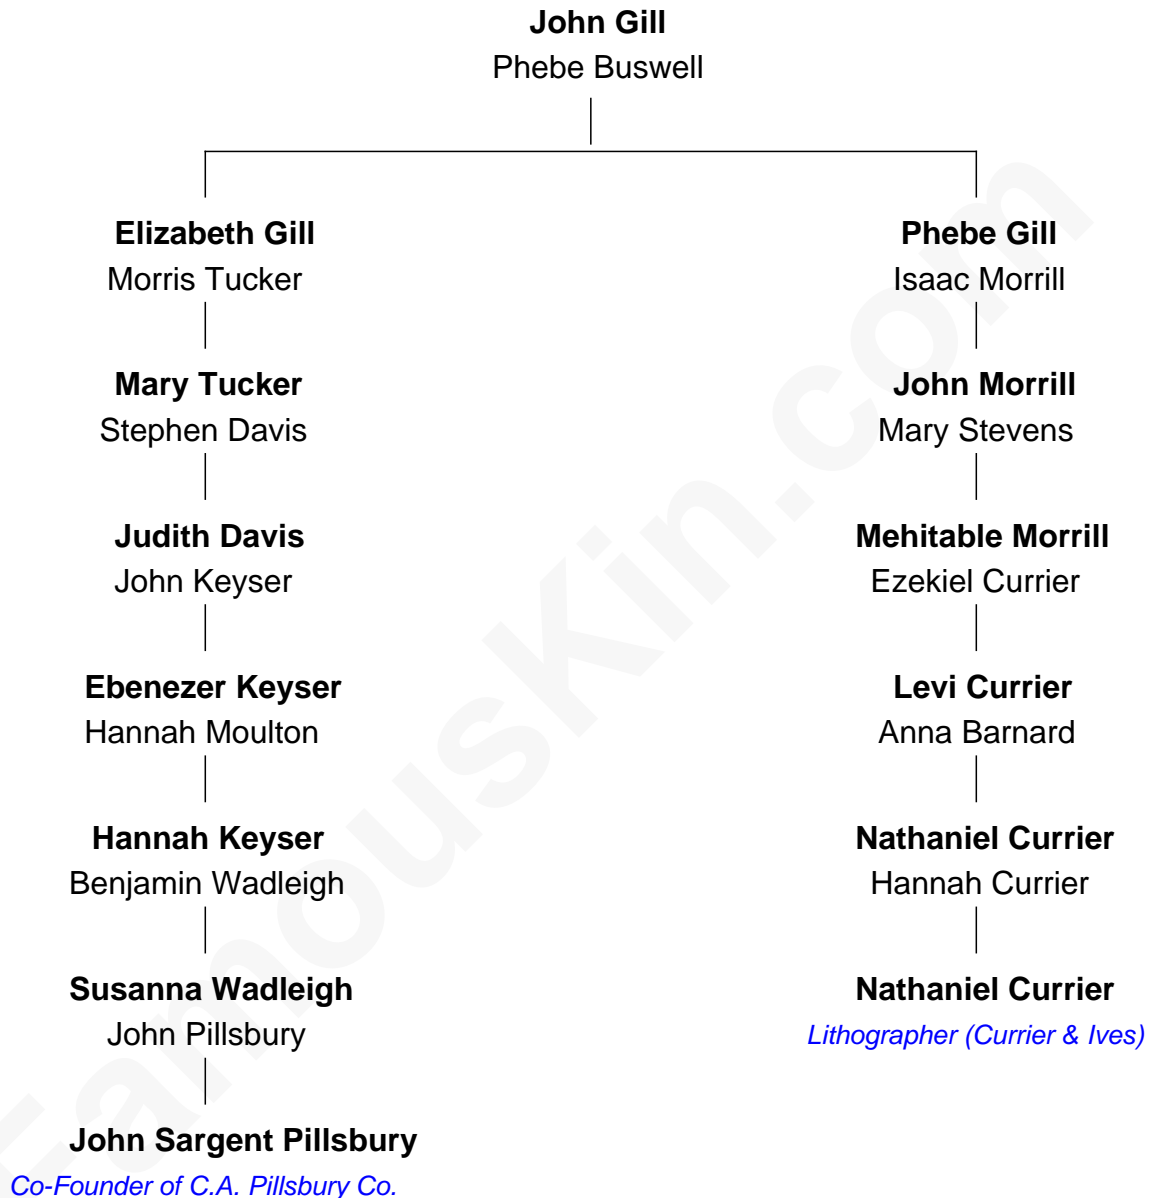 John Gill
Phebe Buswell
Elizabeth Gill
Morris Tucker
Phebe Gill
Isaac Morrill
Mary Tucker
Stephen Davis
John Morrill
Mary Stevens
Judith Davis
John Keyser
Mehitable Morrill
Ezekiel Currier
Ebenezer Keyser
Hannah Moulton
Levi Currier
Anna Barnard
Hannah Keyser
Benjamin Wadleigh
Nathaniel Currier
Hannah Currier
Susanna Wadleigh
John Pillsbury
Nathaniel Currier
Lithographer (Currier & Ives)
John Sargent Pillsbury
Co-Founder of C.A. Pillsbury Co.
FamousKin.com